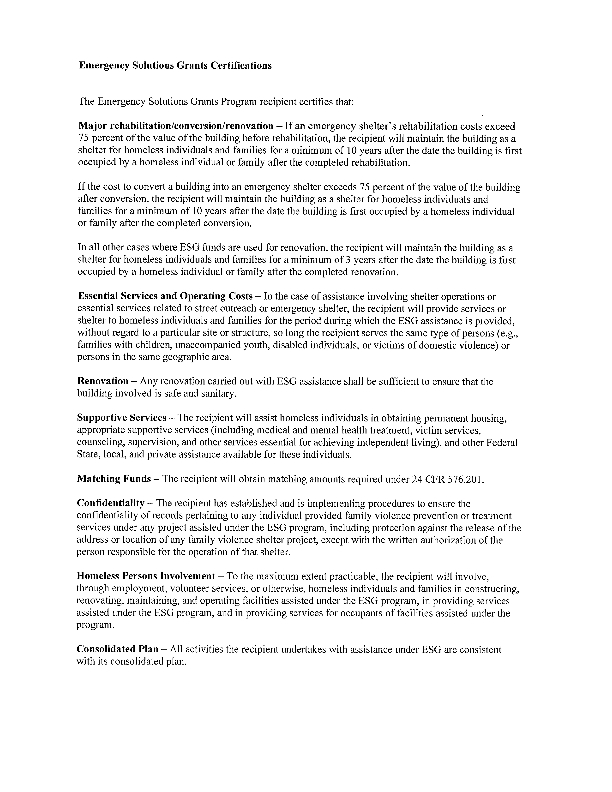 Emergency Solutions Grants Certifications
The Emergency Solutions Grants Program recipient certifies that:
Major rehabilitation/conversion/renovation – If an emergency shelter's rehabilitation costs exceed
75 percent of the value of the building before rehabilitation, the recipient will maintain the building as a
shelter for homeless individuals and families for a minimum of 10 years after the date the building is first
occupied by a homeless individual or family after the completed rehabilitation.
If the cost to convert a building into an emergency shelter exceeds 75 percent of the value of the building
after conversion, the recipient will maintain the building as a shelter for homeless individuals and
families for a minimum of 10 years after the date the building is first occupied by a homeless individual
or family after the completed conversion.
In all other cases where ESG funds are used for renovation, the recipient will maintain the building as a
shelter for homeless individuals and families for a minimum of 3 years after the date the building is first
occupied by a homeless individual or family after the completed renovation.
Essential Services and Operating Costs – In the case of assistance involving shelter operations or
essential services related to street outreach or emergency shelter, the recipient will provide services or
shelter to homeless individuals and families for the period during which the ESG assistance is provided,
without regard to a particular site or structure, so long the recipient serves the same type of persons (e.g.,
families with children, unaccompanied youth, disabled individuals, or victims of domestic violence) or
persons in the same geographic area.
Renovation – Any renovation carried out with ESG assistance shall be sufficient to ensure that the
building involved is safe and sanitary.
Supportive Services – The recipient will assist homeless individuals in obtaining permanent housing,
appropriate supportive services (including medical and mental health treatment, victim services,
counseling, supervision, and other services essential for achieving independent living), and other Federal
State, local, and private assistance available for these individuals.
Matching Funds – The recipient will obtain matching amounts required under 24 CFR 576.201.
Confidentiality – The recipient has established and is implementing procedures to ensure the
confidentiality of records pertaining to any individual provided family violence prevention or treatment
services under any project assisted under the ESG program, including protection against the release of the
address or location of any family violence shelter project, except with the written authorization of the
person responsible for the operation of that shelter.
Homeless Persons Involvement – To the maximum extent practicable, the recipient will involve,
through employment, volunteer services, or otherwise, homeless individuals and families in constructing,
renovating, maintaining, and operating facilities assisted under the ESG program, in providing services
assisted under the ESG program, and in providing services for occupants of facilities assisted under the
program.
Consolidated Plan – All activities the recipient undertakes with assistance under ESG are consistent
with its consolidated plan.